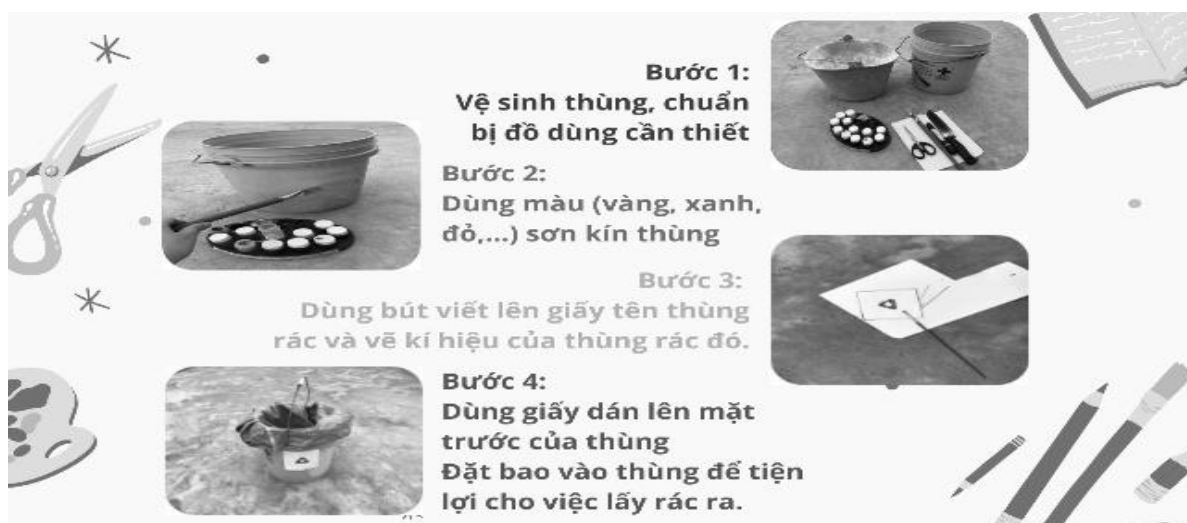 Bước 1:
Vệ sinh thùng, chuẩn
bị đồ dùng cần thiết
Bước 2:
Dùng màu (vàng, xanh,
đỏ,...) sơn kín thùng
Bước 3:
Dùng bút viết lên giấy tên thùng
rác và vẽ kí hiệu của thùng rác đó.
Bước 4:
Dùng giấy dán lên mặt
trước của thùng
Đặt bao vào thùng để tiện
lợi cho việc lấy rác ra.